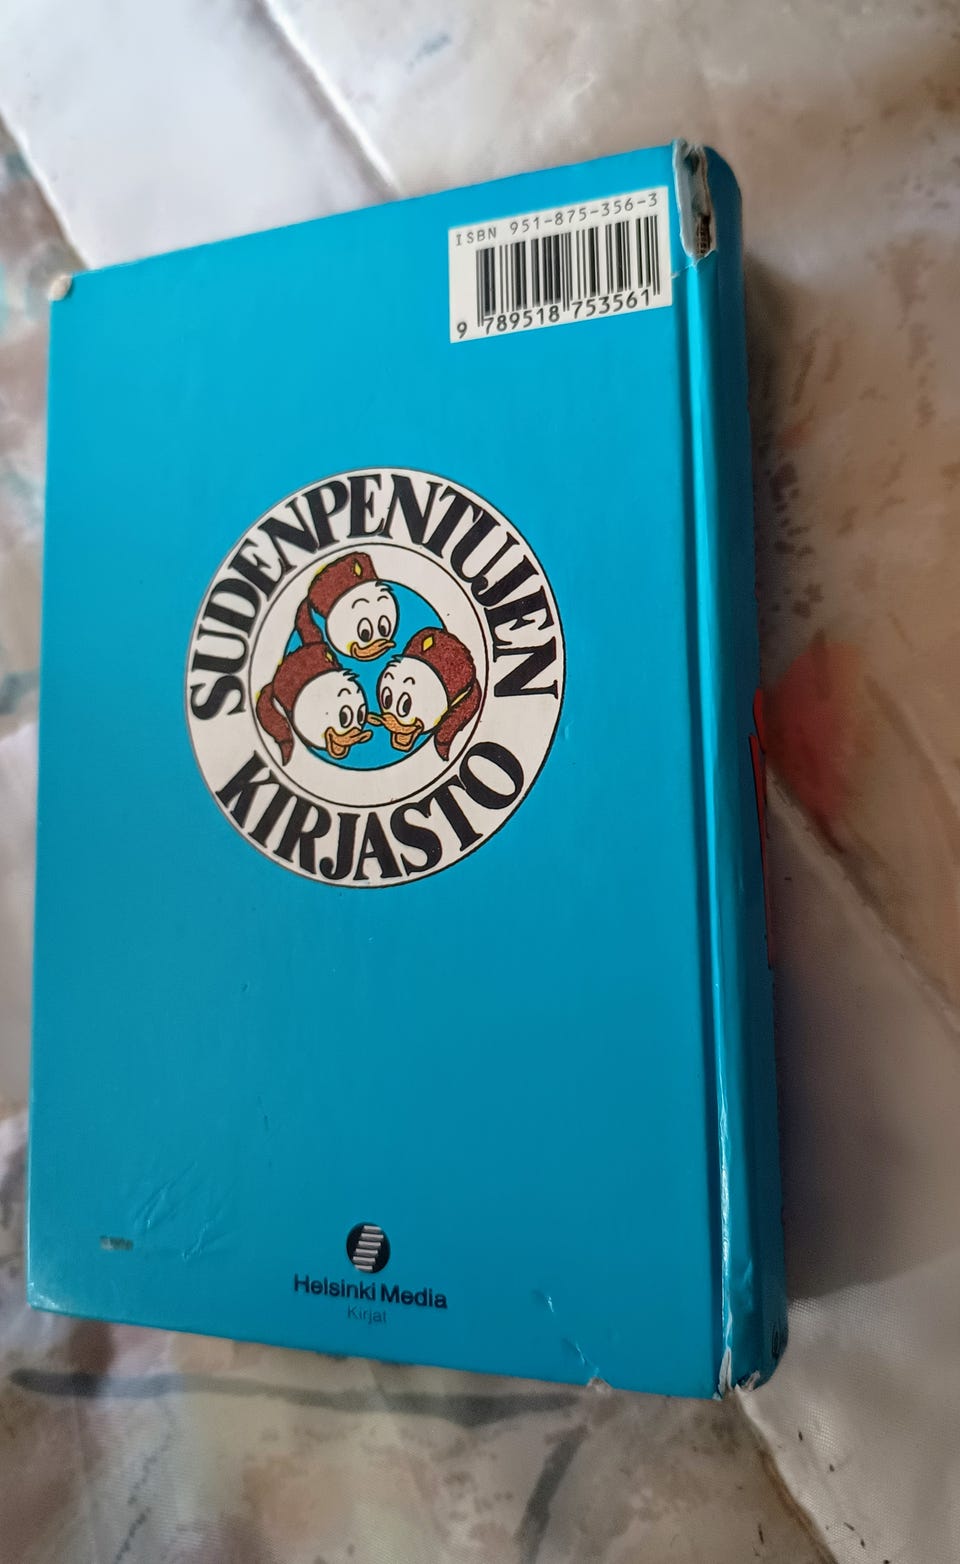 ISBN 951-875-356-3
9 789518 753561
SUDENPENTUJEN
KIRJASTO
Helsinki Media
Kirjat